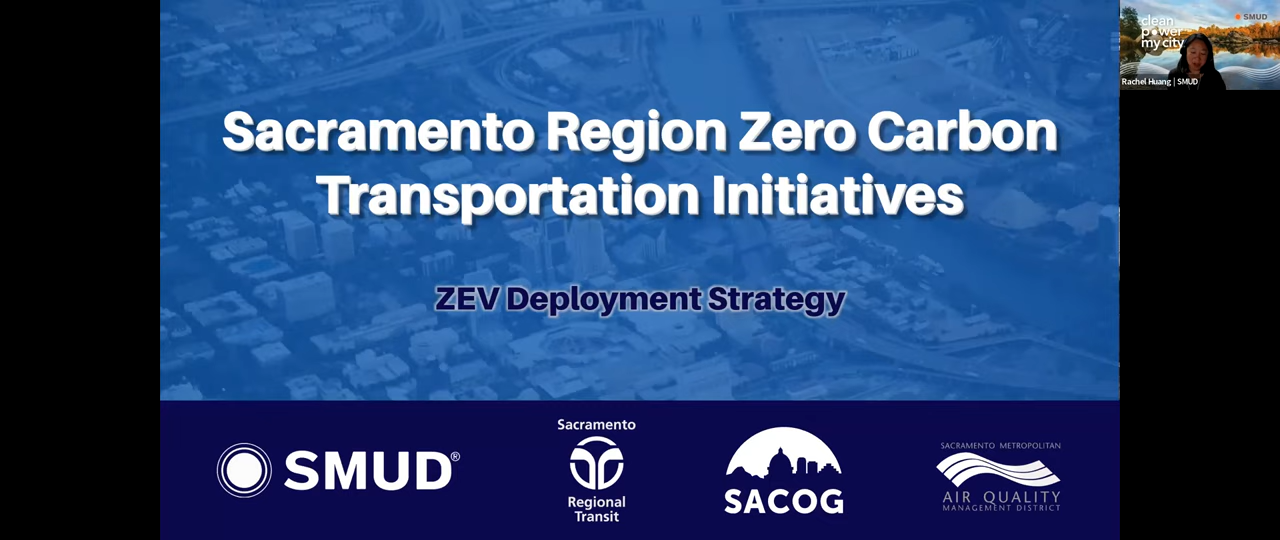 Sacramento Region Zero Carbon
Transportation Initiatives
ZEV Deployment Strategy
SMUD®
Sacramento
Regional
Transit
SACOG
SACRAMENTO METROPOLITAN
AIR QUALITY
MANAGEMENT DISTRICT
clean
power
my city
SMUD
Rachel Huang | SMUD